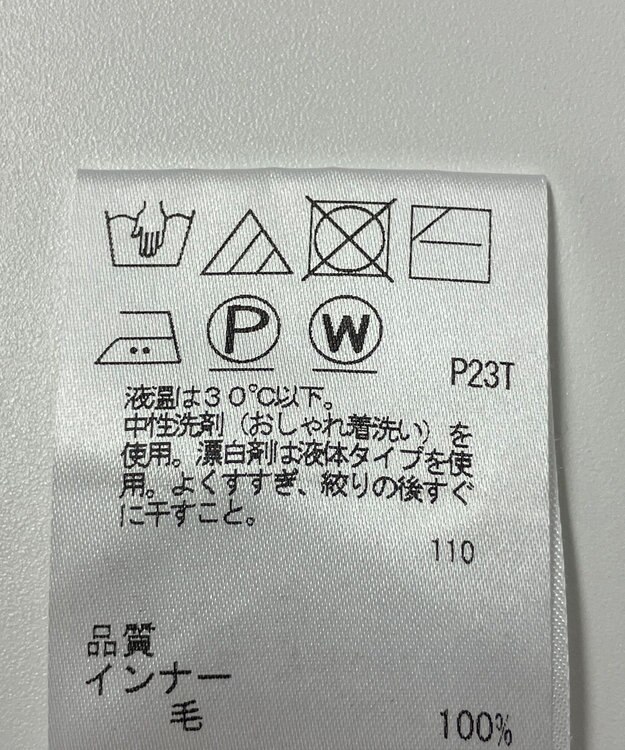 P W
P23T
液温は30℃以下。
中性洗剤（おしゃれ着洗い）を
使用。漂白剤は液体タイプを使
用。よくすすぎ、絞りの後すぐ
に干すこと。
110
品質
インナー
毛 100%